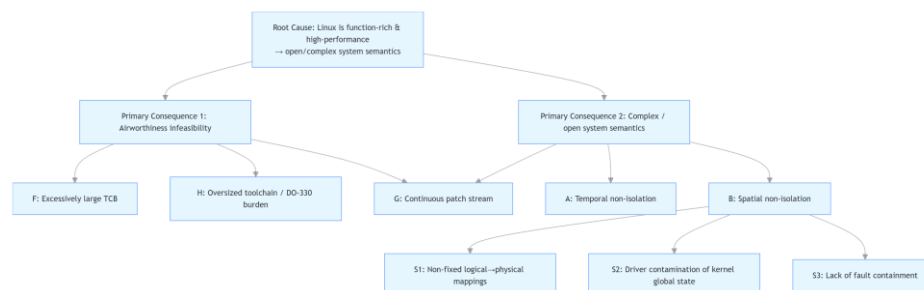 Root Cause: Linux is function-rich &
high-performance
→ open/complex system semantics
Primary Consequence 1:
Airworthiness infeasibility
Primary Consequence 2: Complex /
open system semantics
F: Excessively large TCB
H: Oversized toolchain / DO-330
burden
G: Continuous patch stream
A: Temporal non-isolation
B: Spatial non-isolation
S1: Non-fixed logical→physical
mappings
S2: Driver contamination of kernel
global state
S3: Lack of fault containment